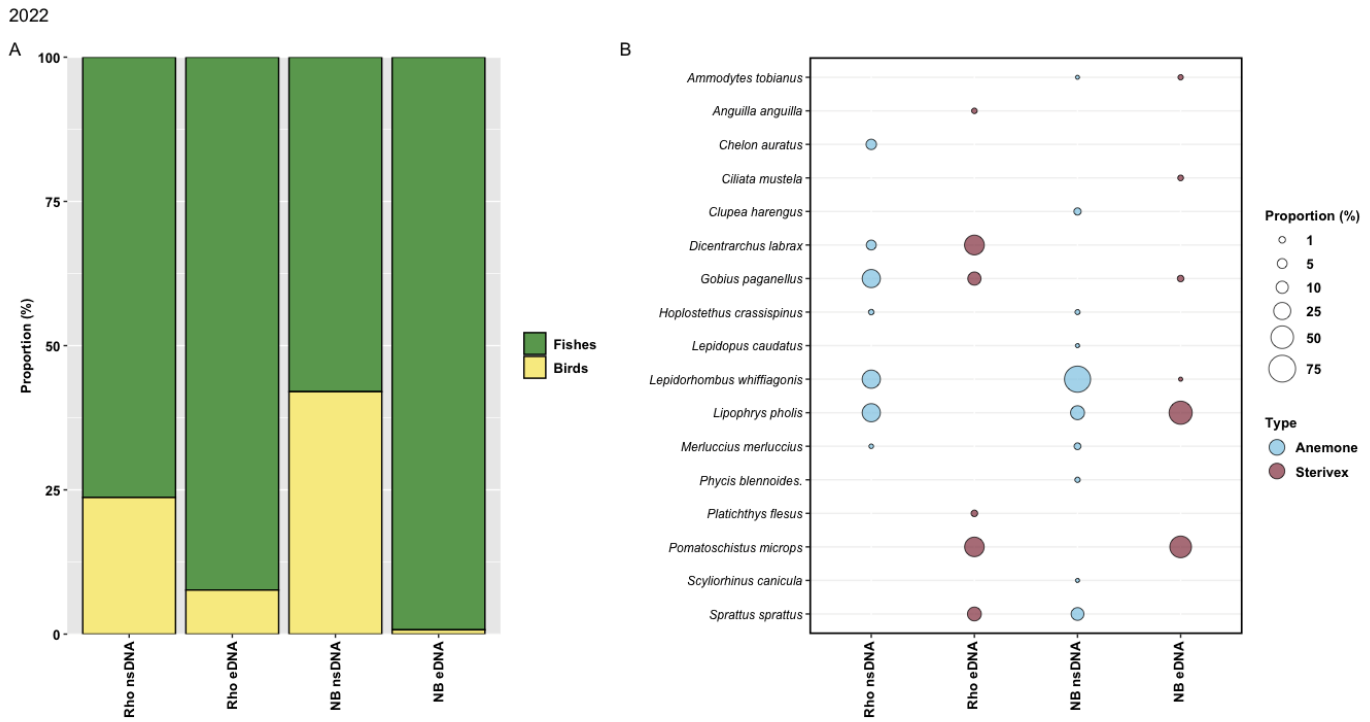 2022
A
100
75
50
25
0
Proportion (%)
Rho nsDNA
Rho eDNA
NB nsDNA
NB eDNA
Fishes
Birds
B
Ammodytes tobianus
Anguilla anguilla
Chelon auratus
Ciliata mustela
Clupea harengus
Dicentrarchus labrax
Gobius paganellus
Hoplostethus crassispinus
Lepidopus caudatus
Lepidorhombus whiffiagonis
Lipophrys pholis
Merluccius merluccius
Phycis blennoides.
Platichthys flesus
Pomatoschistus microps
Scyliorhinus canicula
Sprattus sprattus
Rho nsDNA
Rho eDNA
NB nsDNA
NB eDNA
Proportion (%)
1
5
10
25
50
75
Type
Anemone
Sterivex